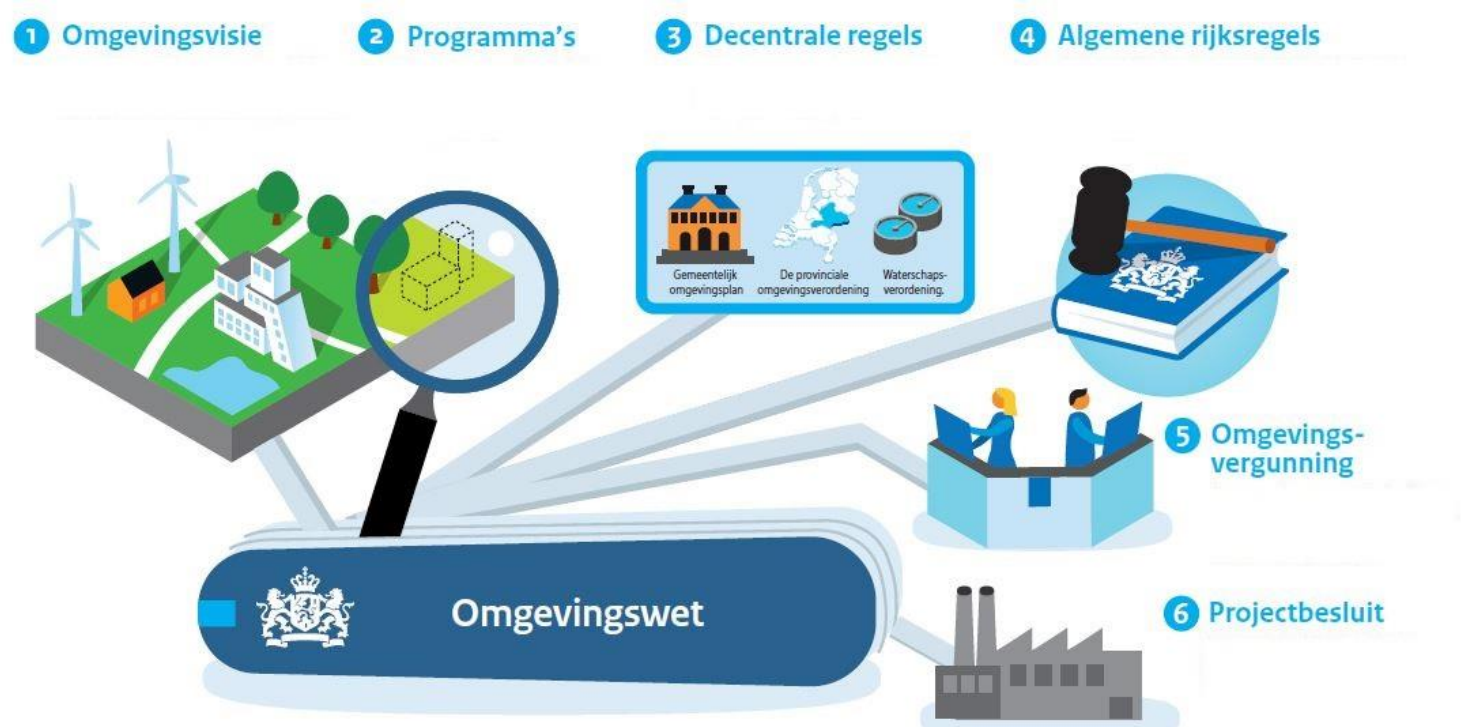 1 Omgevingsvisie
2 Programma's
3 Decentrale regels
4 Algemene rijksregels
Gemeentelijk
omgevingsplan
De provinciale
omgevingsverordening
Waterschaps-
verordening.
5 Omgevings-
vergunning
Omgevingswet
6 Projectbesluit